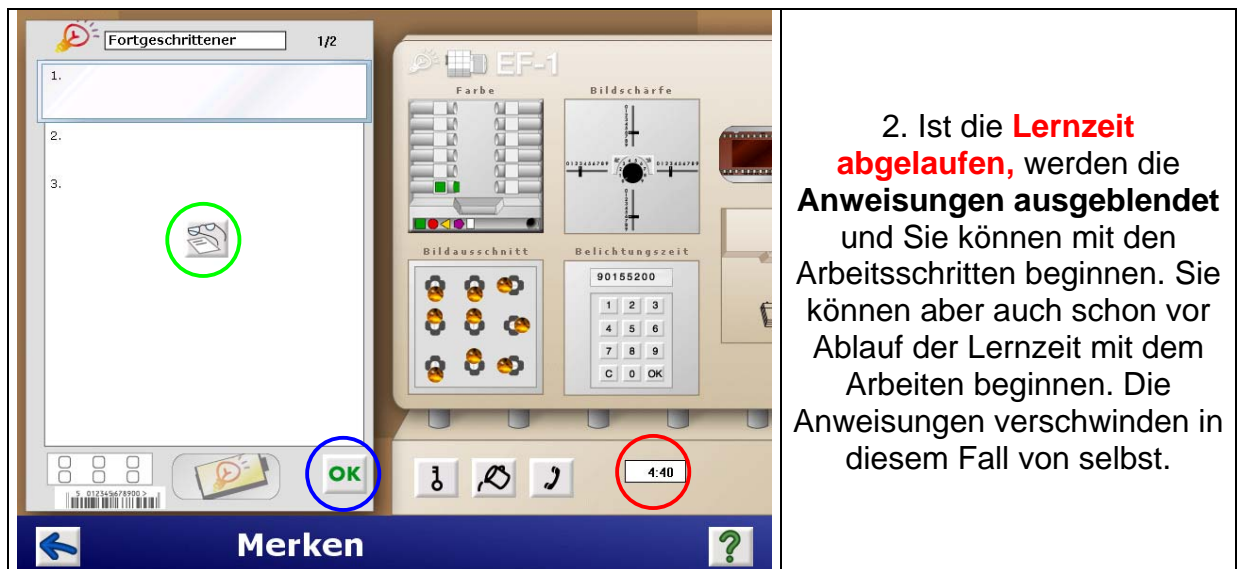 Fortgeschrittener 1/2
1.
2.
3.
OK
5 012345678900 >
EF-1
Farbe Bildschärfe
Bildausschnitt Belichtungszeit
90155200
1 2 3
4 5 6
7 8 9
C 0 OK
4:40
Merken
?
2. Ist die Lernzeit
abgelaufen, werden die
Anweisungen ausgeblendet
und Sie können mit den
Arbeitsschritten beginnen. Sie
können aber auch schon vor
Ablauf der Lernzeit mit dem
Arbeiten beginnen. Die
Anweisungen verschwinden in
diesem Fall von selbst.